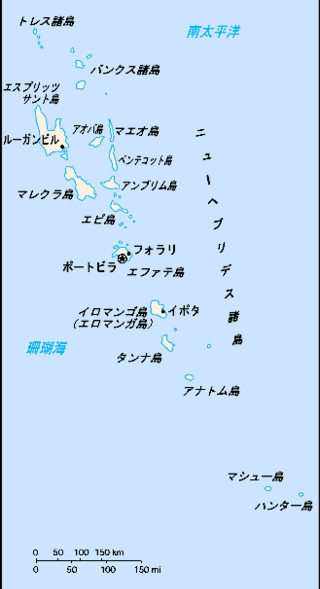 トレス諸島
南太平洋
バンクス諸島
エスプリッツ
サント島
ルーガンビル
アオバ島
マエオ島
ペンテコット島
マレクラ島
アンブリム島
エピ島
ニューヘブリデス諸島
フォラリ
ポートビラ
エファテ島
イロマンゴ島
(エロマンガ島)
イポタ
珊瑚海
タンナ島
アナトム島
マシュー島
ハンター島
0 50 100 150 km
0 50 100 150 mi